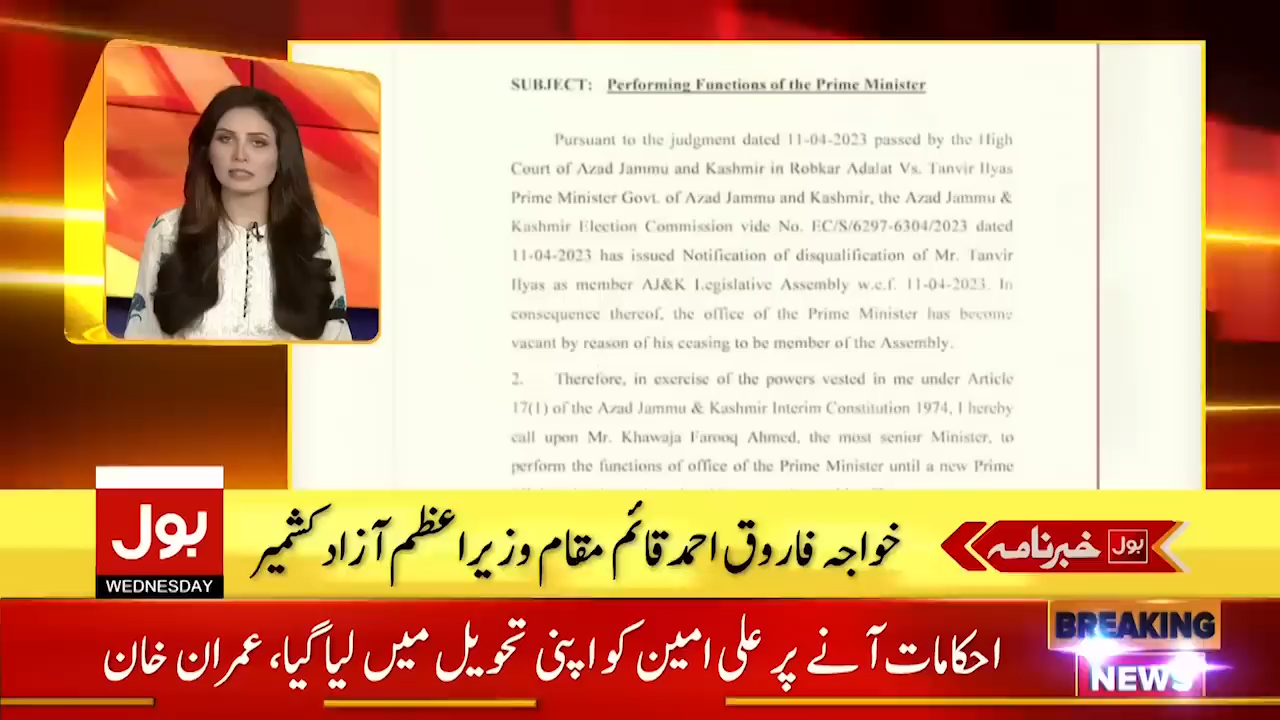 SUBJECT: Performing Functions of the Prime Minister
Pursuant to the judgment dated 11-04-2023 passed by the High
Court of Azad Jammu and Kashmir in Robkar Adalat Vs. Tanvir Ilyas
Prime Minister Govt. of Azad Jammu and Kashmir, the Azad Jammu &
Kashmir Election Commission vide No. EC/S/6297-6304/2023 dated
11-04-2023 has issued Notification of disqualification of Mr. Tanvir
Ilyas as member AJ&K Legislative Assembly w.e.f. 11-04-2023. In
consequence thereof, the office of the Prime Minister has become
vacant by reason of his ceasing to be member of the Assembly.
2. Therefore, in exercise of the powers vested in me under Article
17(1) of the Azad Jammu & Kashmir Interim Constitution 1974, I hereby
call upon Mr. Khawaja Farooq Ahmed, the most senior Minister, to
perform the functions of office of the Prime Minister until a new Prime
بول خبرنامہ
خواجہ فاروق احمد قائم مقام وزیراعظم آزاد کشمیر
بول
WEDNESDAY
BREAKING
NEWS
احکامات آنے پر علی امین کو اپنی تحویل میں لیا گیا، عمران خان